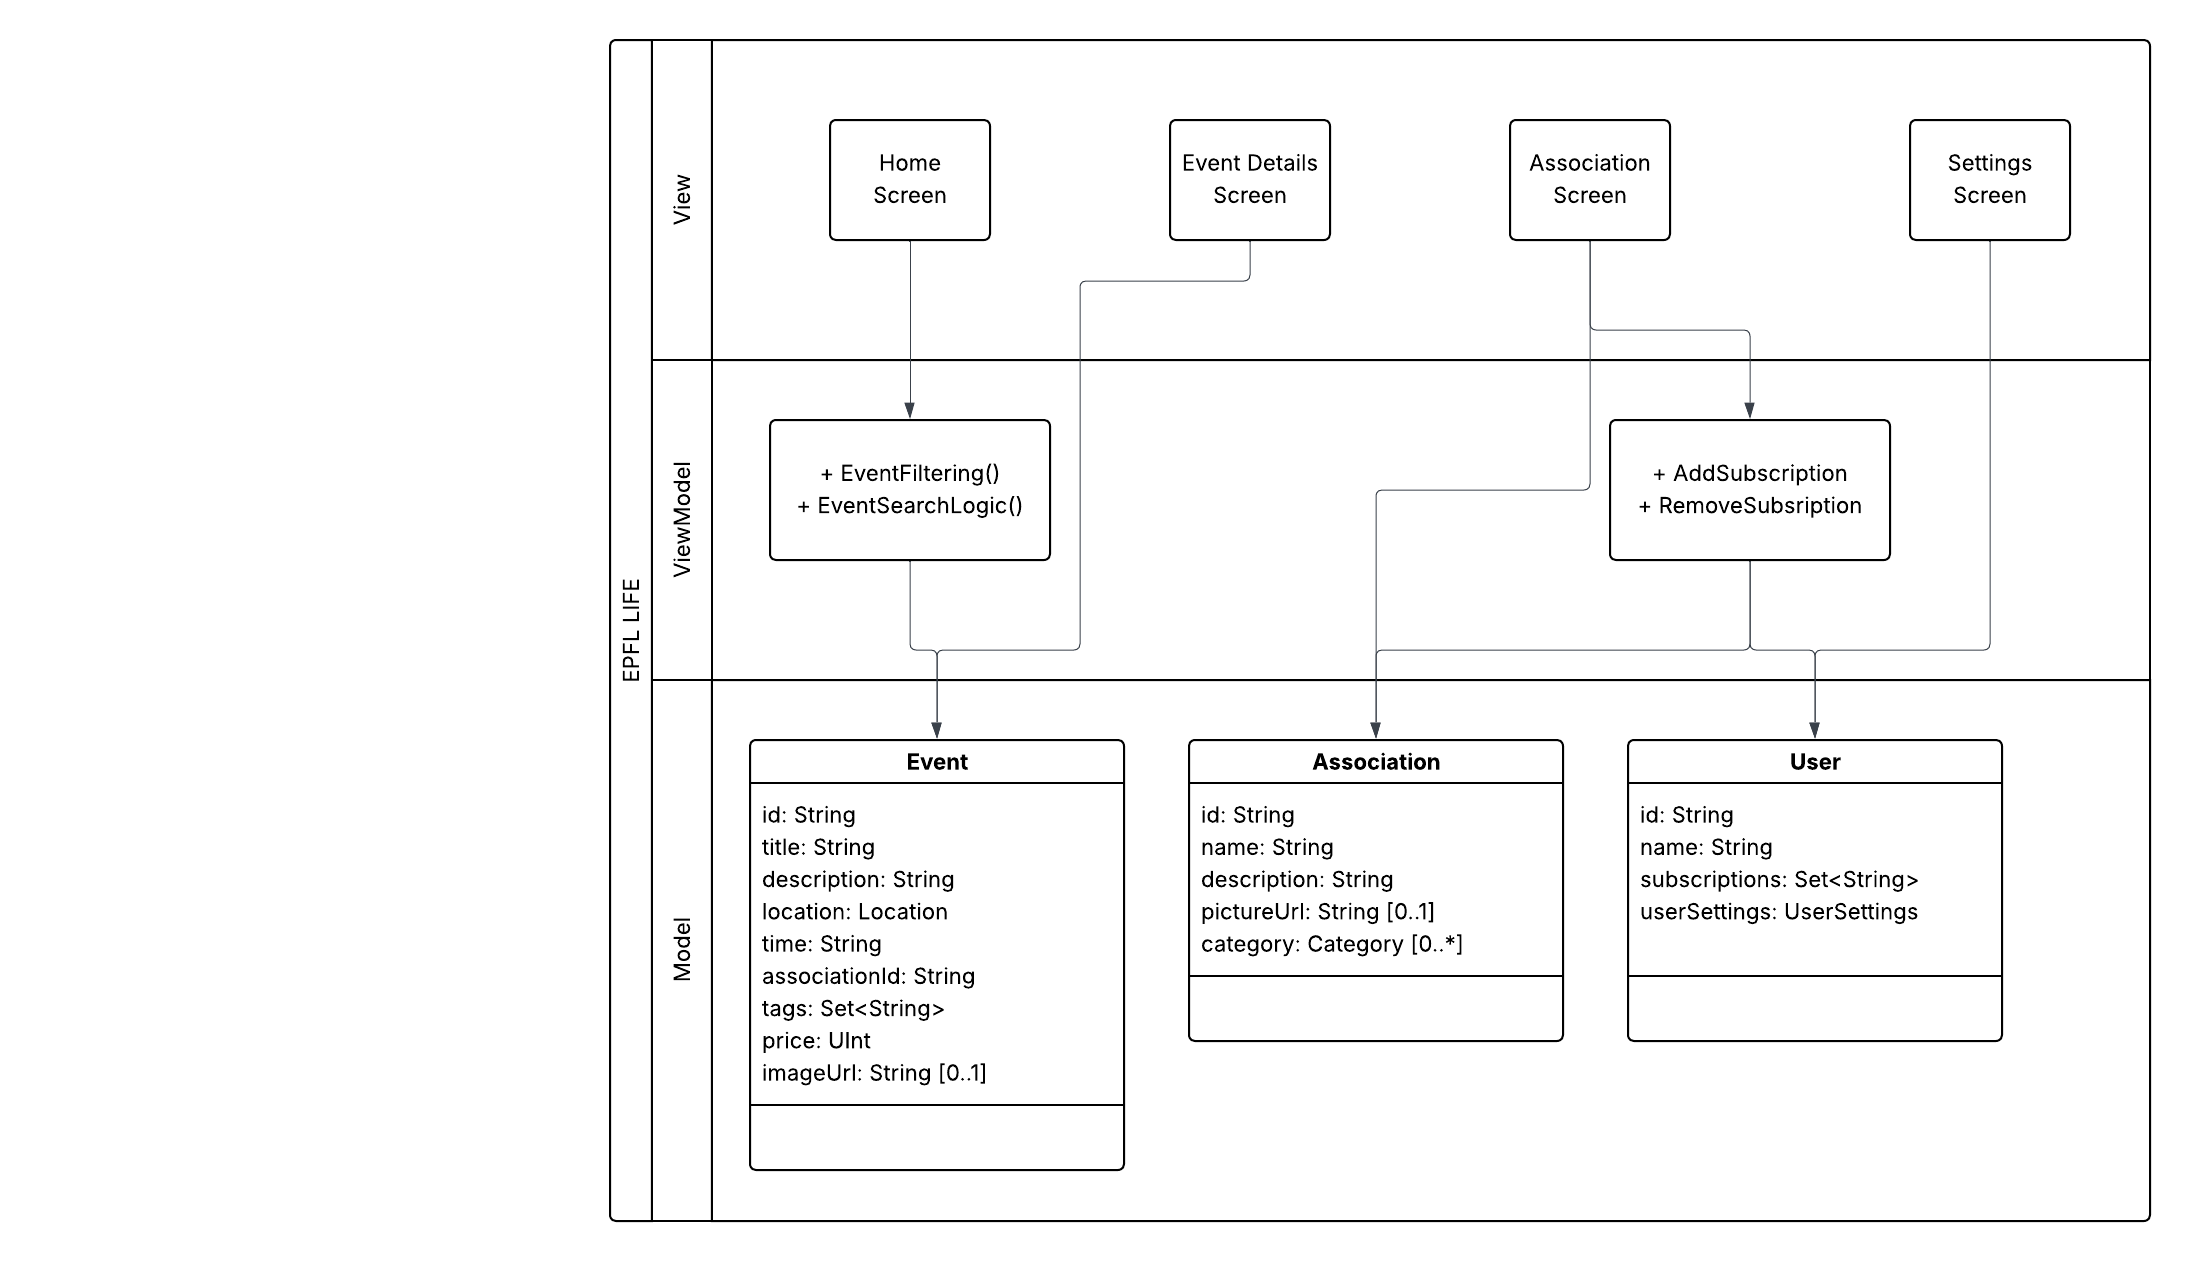 EPFL LIFE
View
Home
Screen
Event Details
Screen
Association
Screen
Settings
Screen
ViewModel
+ EventFiltering()
+ EventSearchLogic()
+ AddSubscription
+ RemoveSubsription
Model
Event
id: String
title: String
description: String
location: Location
time: String
associationId: String
tags: Set<String>
price: UInt
imageUrl: String [0..1]
Association
id: String
name: String
description: String
pictureUrl: String [0..1]
category: Category [0..*]
User
id: String
name: String
subscriptions: Set<String>
userSettings: UserSettings